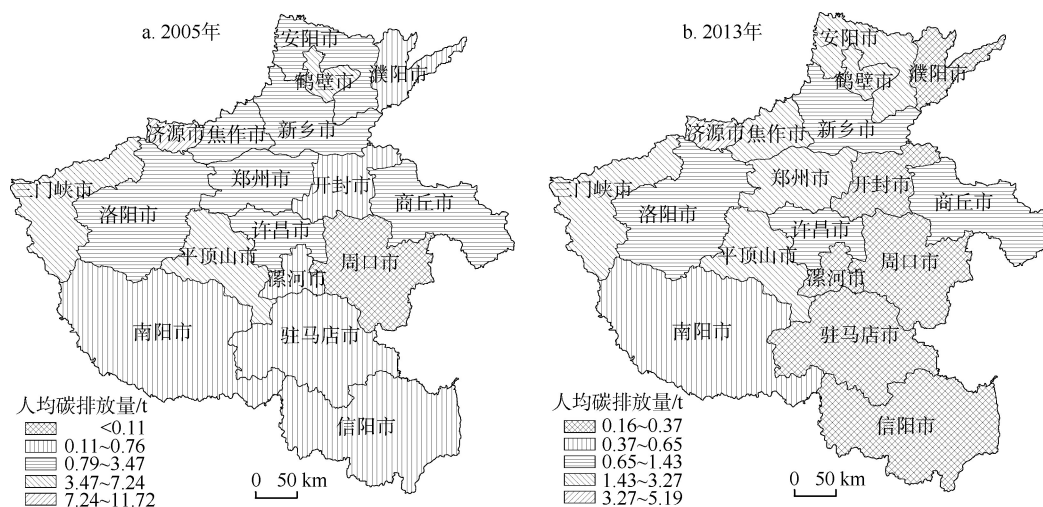 a. 2005年
安阳市
鹤壁市
濮阳市
济源市
焦作市
新乡市
三门峡市
洛阳市
郑州市
开封市
商丘市
许昌市
平顶山市
漯河市
周口市
南阳市
驻马店市
信阳市
人均碳排放量/t
<0.11
0.11~0.76
0.79~3.47
3.47~7.24
7.24~11.72
0 50 km
b. 2013年
安阳市
鹤壁市
濮阳市
济源市
焦作市
新乡市
三门峡市
洛阳市
郑州市
开封市
商丘市
许昌市
平顶山市
漯河市
周口市
南阳市
驻马店市
信阳市
人均碳排放量/t
0.16~0.37
0.37~0.65
0.65~1.43
1.43~3.27
3.27~5.19
0 50 km